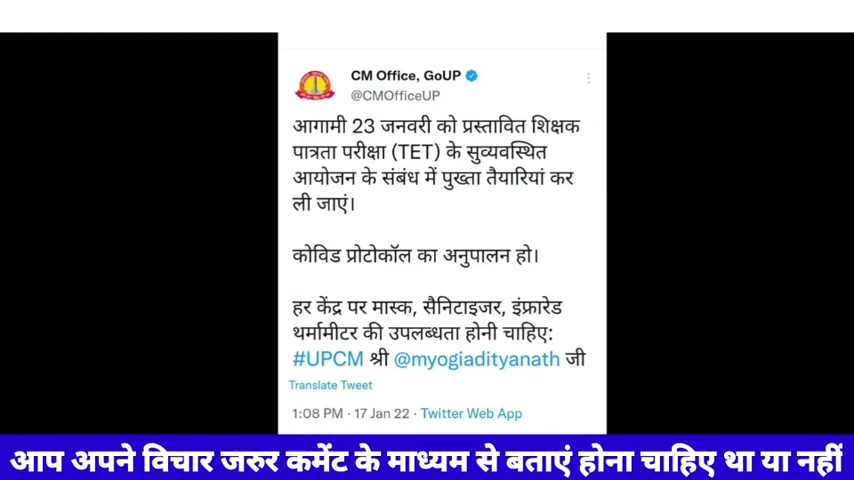 CM Office, GoUP
@CMOfficeUP
आगामी 23 जनवरी को प्रस्तावित शिक्षक
पात्रता परीक्षा (TET) के सुव्यवस्थित
आयोजन के संबंध में पुख्ता तैयारियां कर
ली जाएं।
कोविड प्रोटोकॉल का अनुपालन हो।
हर केंद्र पर मास्क, सैनिटाइजर, इंफ्रारेड
थर्मामीटर की उपलब्धता होनी चाहिए:
#UPCM श्री @myogiadityanath जी
Translate Tweet
1:08 PM · 17 Jan 22 · Twitter Web App
आप अपने विचार जरुर कमेंट के माध्यम से बताएं होना चाहिए था या नहीं